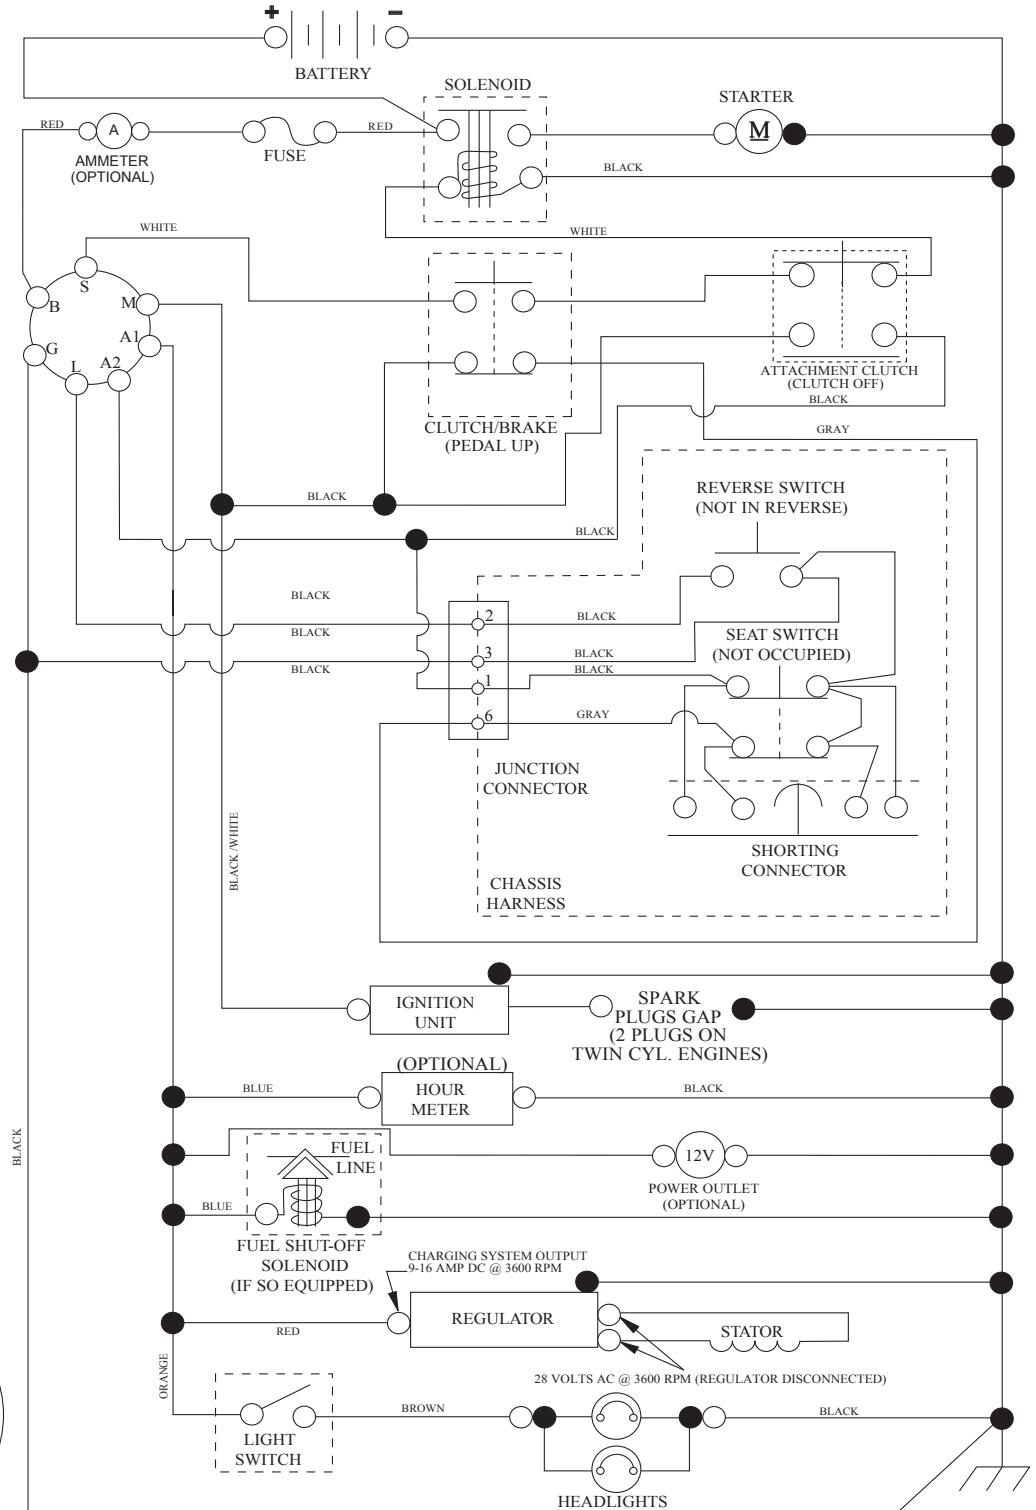 + −
BATTERY
SOLENOID
STARTER
RED
A
RED
M
FUSE
AMMETER
(OPTIONAL)
BLACK
WHITE
WHITE
S
B
M
A1
G
L
A2
ATTACHMENT CLUTCH
(CLUTCH OFF)
BLACK
CLUTCH/BRAKE
(PEDAL UP)
GRAY
REVERSE SWITCH
(NOT IN REVERSE)
BLACK
BLACK
BLACK
2
BLACK
BLACK
SEAT SWITCH
(NOT OCCUPIED)
3
BLACK
BLACK
BLACK
1
6
GRAY
JUNCTION
CONNECTOR
BLACK /WHITE
SHORTING
CONNECTOR
CHASSIS
HARNESS
IGNITION
UNIT
SPARK
PLUGS GAP
(2 PLUGS ON
TWIN CYL. ENGINES)
(OPTIONAL)
BLUE
HOUR
METER
BLACK
BLACK
FUEL
LINE
12V
POWER OUTLET
(OPTIONAL)
BLUE
FUEL SHUT-OFF
SOLENOID
(IF SO EQUIPPED)
CHARGING SYSTEM OUTPUT
9-16 AMP DC @ 3600 RPM
REGULATOR
STATOR
RED
28 VOLTS AC @ 3600 RPM (REGULATOR DISCONNECTED)
ORANGE
BROWN
BLACK
LIGHT
SWITCH
HEADLIGHTS